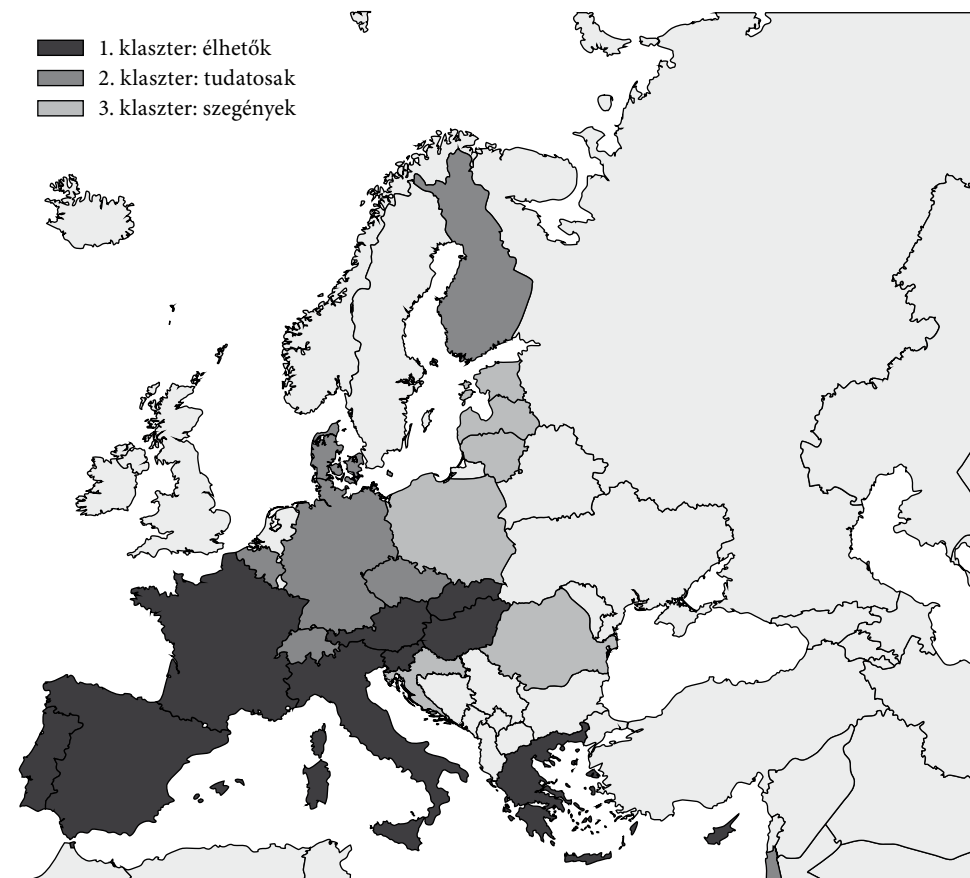 1. klaszter: élhetők
2. klaszter: tudatosak
3. klaszter: szegények